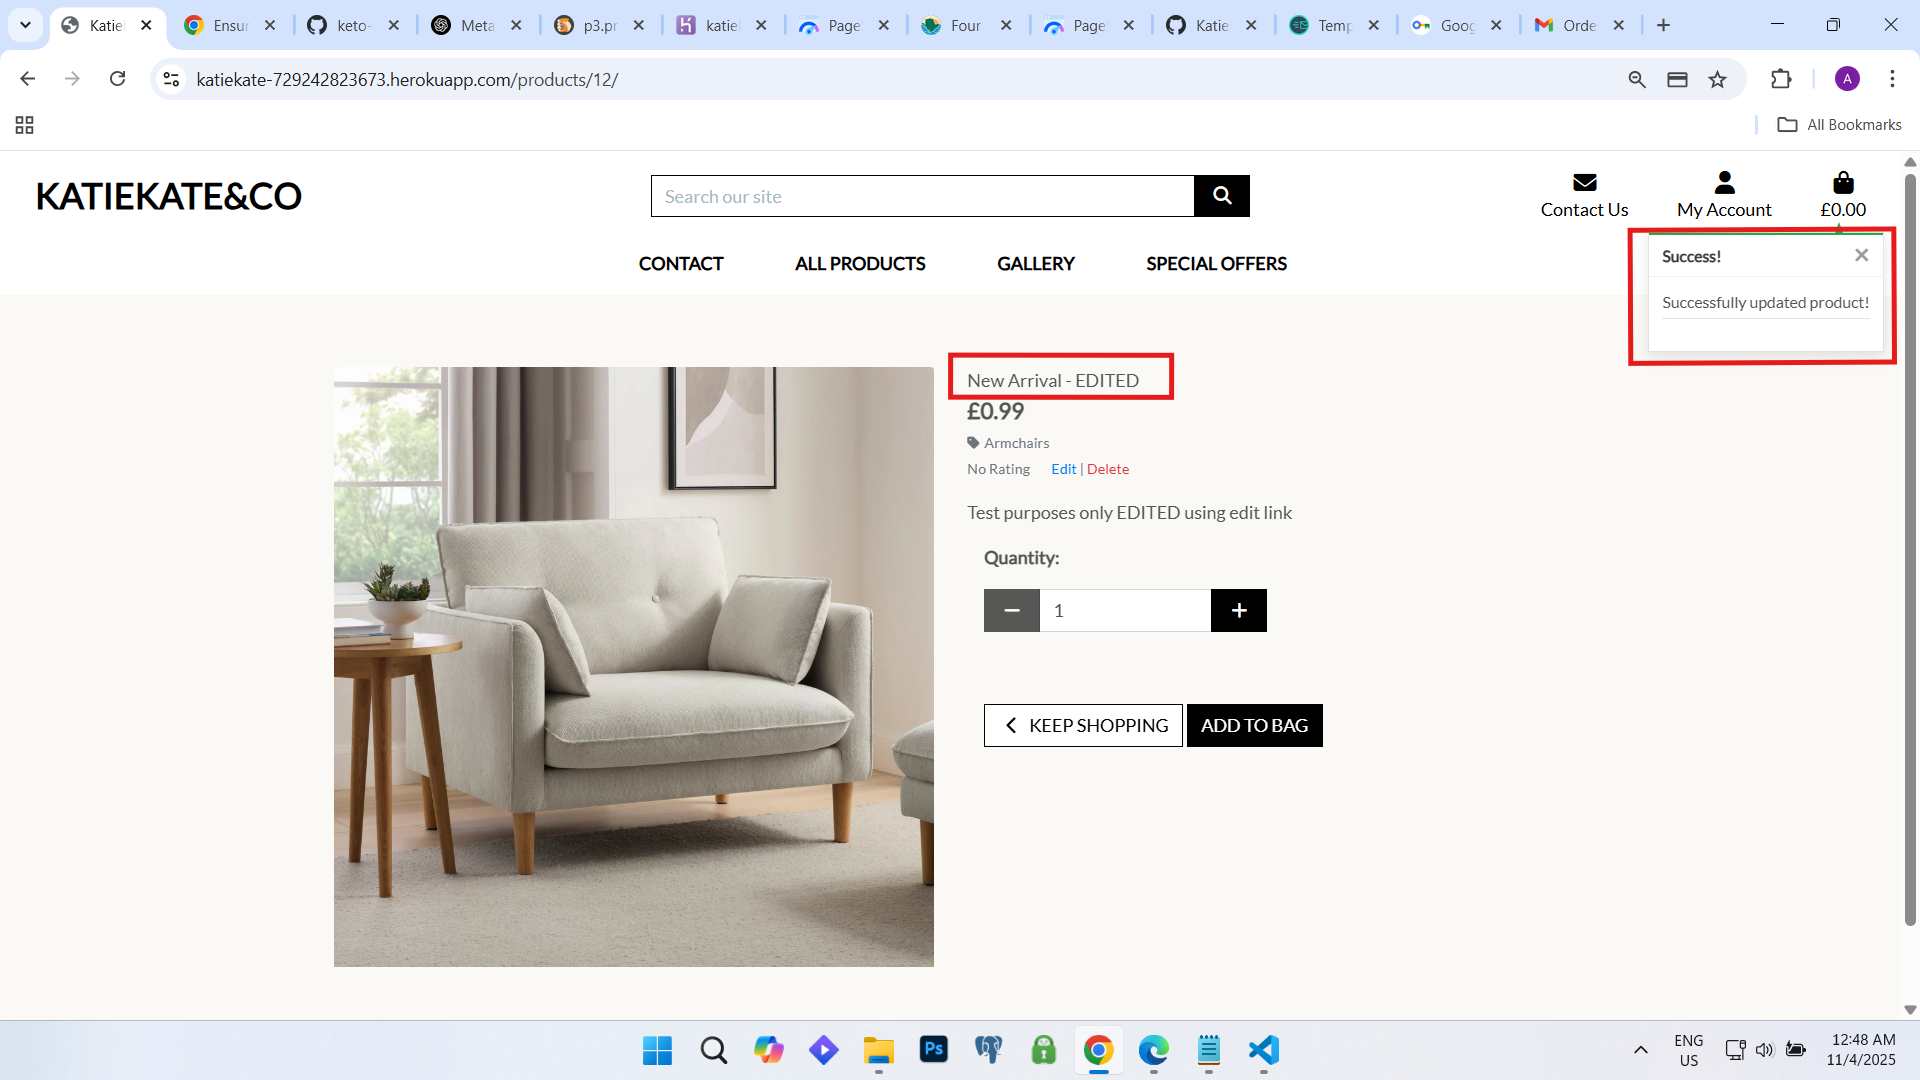 Katie
Ensur
keto-
Meta
p3.pr
katie
Page
Four
Page
Katie
Temp
Goog
Orde
katiekate-729242823673.herokuapp.com/products/12/
A
All Bookmarks
KATIEKATE&CO
Search our site
Contact Us
My Account
£0.00
CONTACT
ALL PRODUCTS
GALLERY
SPECIAL OFFERS
Success!
Successfully updated product!
New Arrival - EDITED
£0.99
Armchairs
No Rating Edit | Delete
Test purposes only EDITED using edit link
Quantity:
1
KEEP SHOPPING
ADD TO BAG
Ps
ENG
US
12:48 AM
11/4/2025